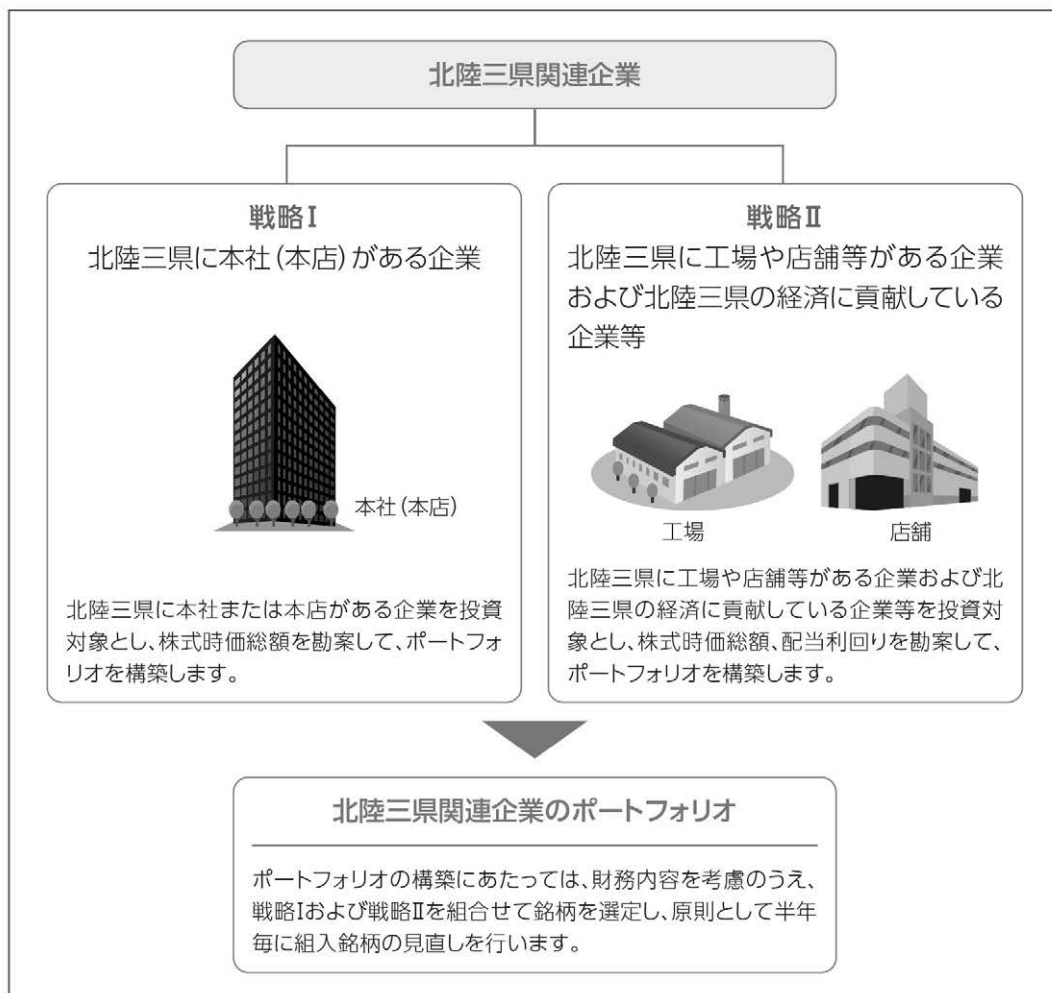 北陸三県関連企業
戦略Ⅰ
北陸三県に本社(本店)がある企業
本社(本店)
北陸三県に本社または本店がある企業を投資
対象とし、株式時価総額を勘案して、ポートフォ
リオを構築します。
戦略Ⅱ
北陸三県に工場や店舗等がある企業
および北陸三県の経済に貢献している
企業等
工場
店舗
北陸三県に工場や店舗等がある企業および北
陸三県の経済に貢献している企業等を投資対
象とし、株式時価総額、配当利回りを勘案して、
ポートフォリオを構築します。
北陸三県関連企業のポートフォリオ
ポートフォリオの構築にあたっては、財務内容を考慮のうえ、
戦略Ⅰおよび戦略Ⅱを組合せて銘柄を選定し、原則として半年
毎に組入銘柄の見直しを行います。